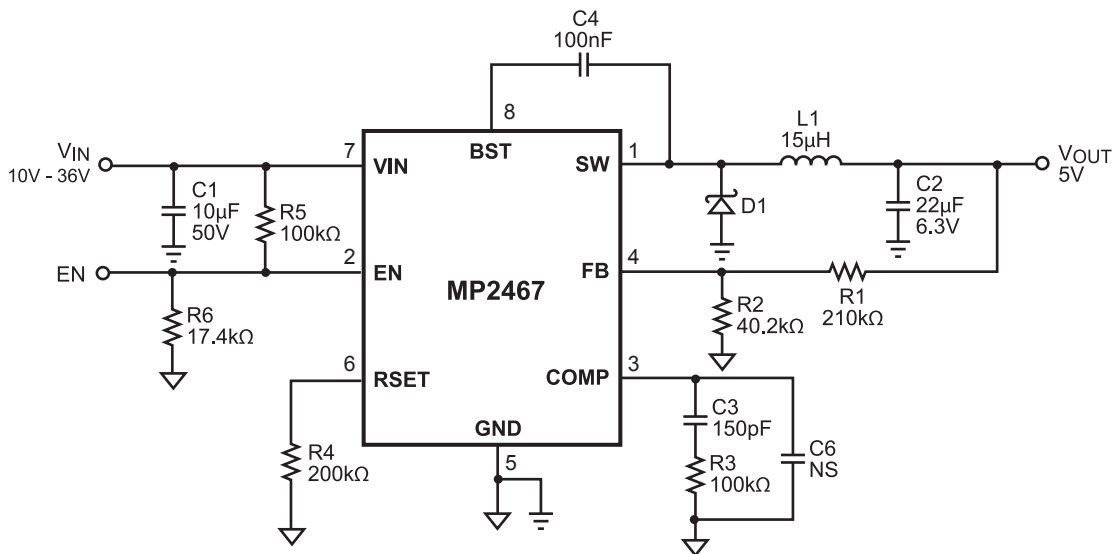 C4
100nF
8
BST
VIN
10V - 36V
7
VIN
SW
1
L1
15µH
VOUT
5V
C1
10µF
50V
R5
100kΩ
D1
C2
22µF
6.3V
EN
2
EN
MP2467
FB
4
R1
210kΩ
R2
40.2kΩ
R6
17.4kΩ
6
RSET
COMP
3
R4
200kΩ
GND
5
C3
150pF
R3
100kΩ
C6
NS